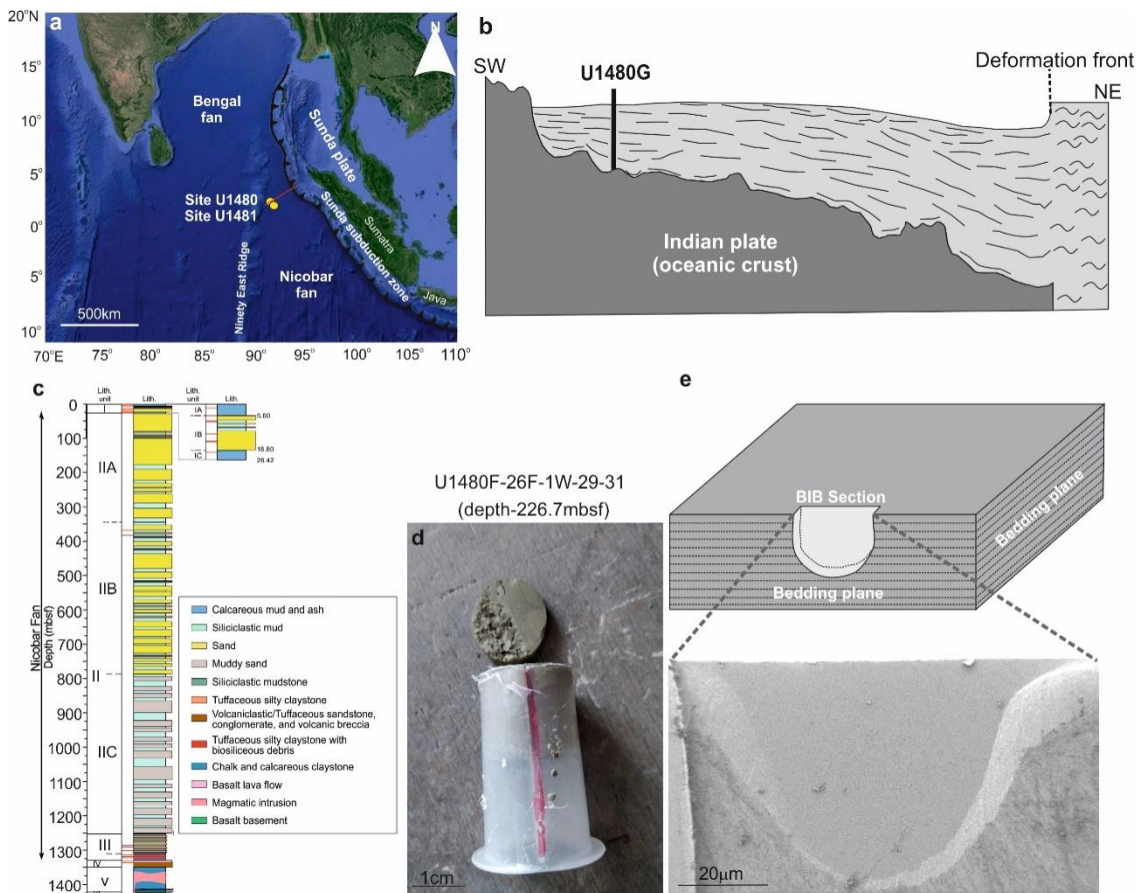 a
20°N
15°
10°
5°
0°
5°
10°
70°E
75°
80°
85°
90°
95°
100°
105°
110°
N
Bengal
fan
Sunda plate
Site U1480
Site U1481
Sumatra
Sunda subduction zone
Ninety East Ridge
Nicobar
fan
Java
500km
b
SW
U1480G
Deformation front
NE
Indian plate
(oceanic crust)
c
Lith.
unit
Lith.
Lith.
unit
Lith.
0
100
200
300
400
500
600
700
800
900
1000
1100
1200
1300
1400
Nicobar Fan
Depth (mbsf)
I
IIA
IIB
II
IIC
III
IV
V
IA
IB
IC
18.80
26.42
Calcareous mud and ash
Siliciclastic mud
Sand
Muddy sand
Siliciclastic mudstone
Tuffaceous silty claystone
Volcaniclastic/Tuffaceous sandstone,
conglomerate, and volcanic breccia
Tuffaceous silty claystone with
biosiliceous debris
Chalk and calcareous claystone
Basalt lava flow
Magmatic intrusion
Basalt basement
U1480F-26F-1W-29-31
(depth-226.7mbsf)
d
1cm
e
BIB Section
Bedding plane
Bedding plane
20μm